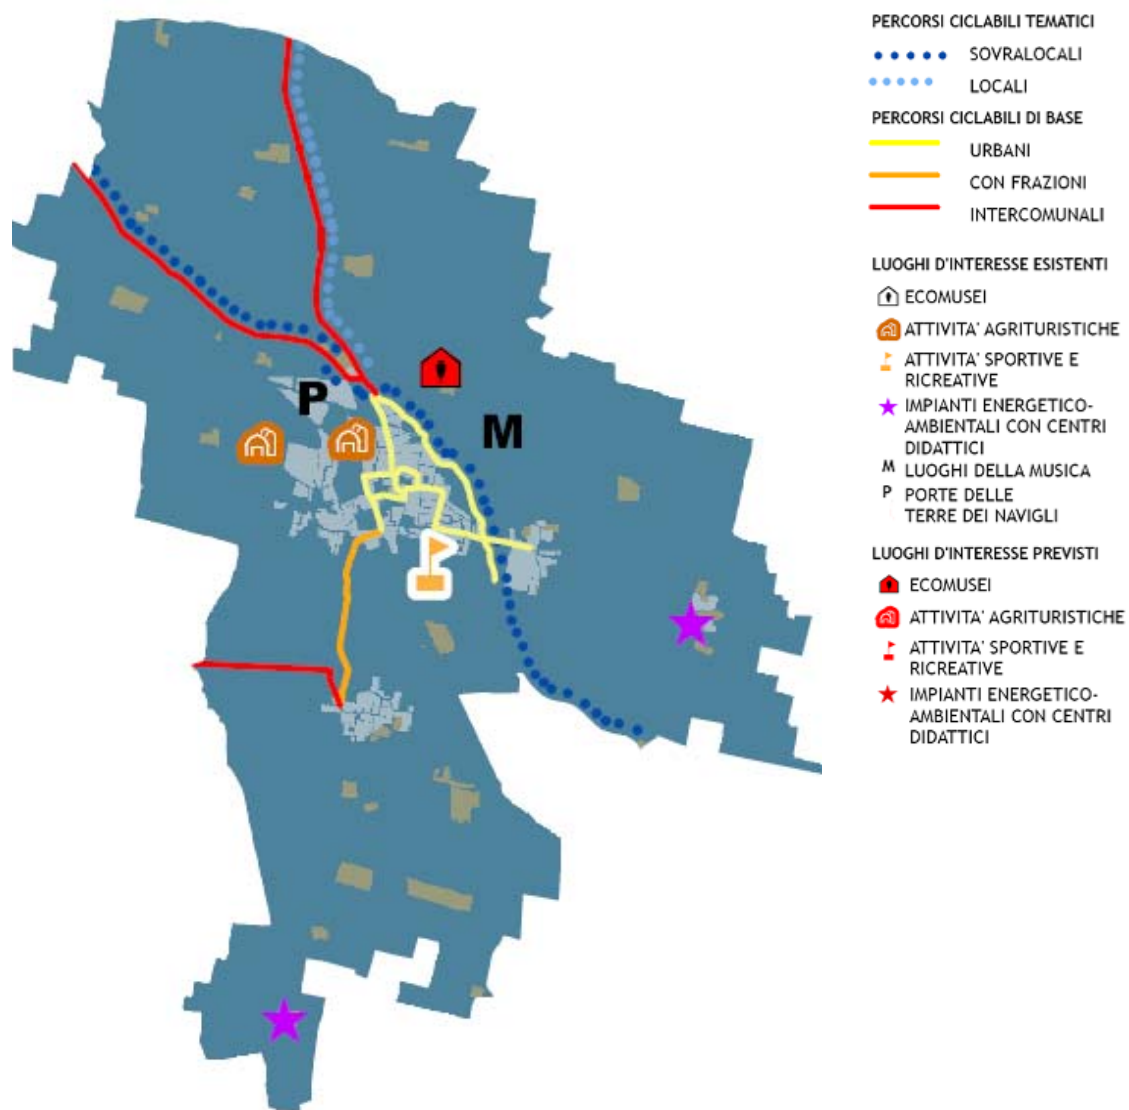 PERCORSI CICLABILI TEMATICI
SOVRALOCALI
LOCALI
PERCORSI CICLABILI DI BASE
URBANI
CON FRAZIONI
INTERCOMUNALI
LUOGHI D'INTERESSE ESISTENTI
ECOMUSEI
ATTIVITA' AGRITURISTICHE
ATTIVITA' SPORTIVE E
RICREATIVE
IMPIANTI ENERGETICO-
AMBIENTALI CON CENTRI
DIDATTICI
M LUOGHI DELLA MUSICA
P PORTE DELLE
TERRE DEI NAVIGLI
LUOGHI D'INTERESSE PREVISTI
ECOMUSEI
ATTIVITA' AGRITURISTICHE
ATTIVITA' SPORTIVE E
RICREATIVE
IMPIANTI ENERGETICO-
AMBIENTALI CON CENTRI
DIDATTICI
P
M